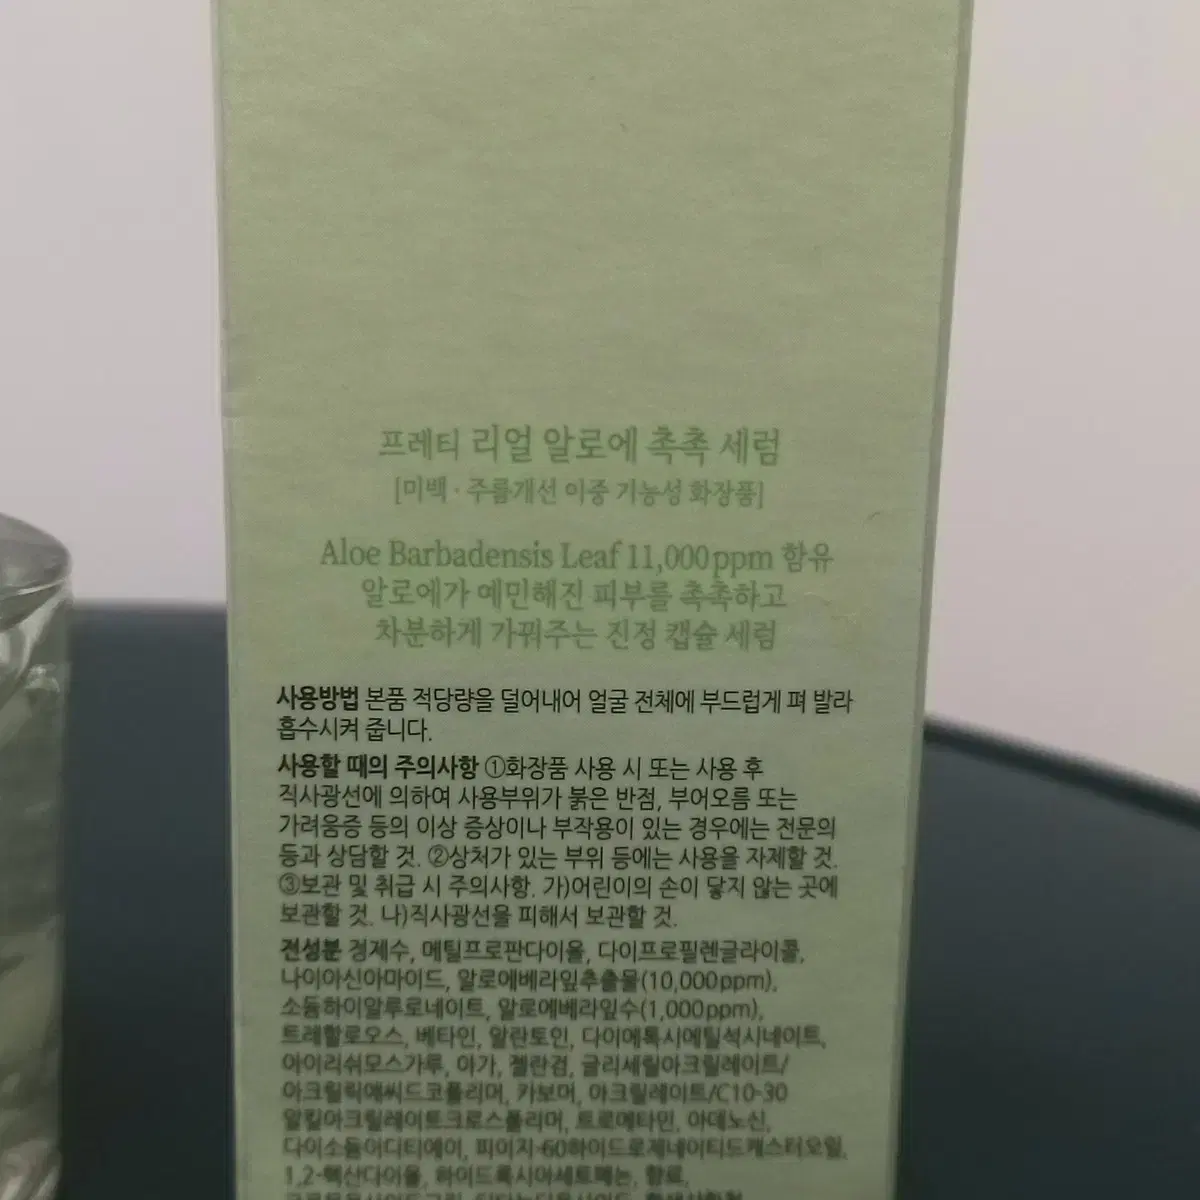 프레티 리얼 알로에 촉촉 세럼
[미백 · 주름개선 이중 기능성 화장품]
Aloe Barbadensis Leaf 11,000ppm 함유
알로에가 예민해진 피부를 촉촉하고
차분하게 가꿔주는 진정 캡슐 세럼
사용방법 본품 적당량을 덜어내어 얼굴 전체에 부드럽게 펴 발라
흡수시켜 줍니다.
사용할 때의 주의사항 ①화장품 사용 시 또는 사용 후
직사광선에 의하여 사용부위가 붉은 반점, 부어오름 또는
가려움증 등의 이상 증상이나 부작용이 있는 경우에는 전문의
등과 상담할 것. ②상처가 있는 부위 등에는 사용을 자제할 것.
③보관 및 취급 시 주의사항. 가)어린이의 손이 닿지 않는 곳에
보관할 것. 나)직사광선을 피해서 보관할 것.
전성분 정제수, 메틸프로판다이올, 다이프로필렌글라이콜,
나이아신아마이드, 알로에베라잎추출물(10,000ppm),
소듐하이알루로네이트, 알로에베라잎수(1,000ppm),
트레할로오스, 베타인, 알란토인, 다이에톡시에틸석시네이트,
아이리쉬모스가루, 아가, 젤란검, 글리세릴아크릴레이트/
아크릴릭애씨드코폴리머, 카보머, 아크릴레이트/C10-30
알킬아크릴레이트크로스폴리머, 트로메타민, 아데노신,
다이소듐이디티에이, 피이지-60하이드로제네이티드캐스터오일,
1,2-헥산다이올, 하이드록시아세토페논, 향료,